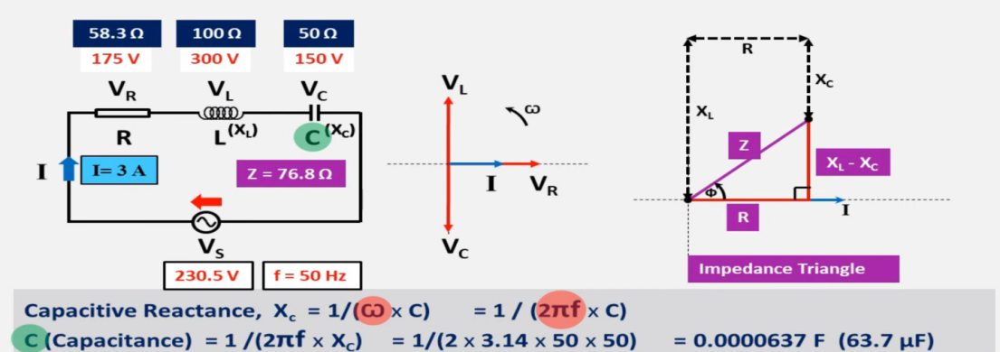 58.3 Ω 100 Ω 50 Ω
175 V 300 V 150 V
V_R V_L V_C
R L (X_L) C (X_C)
I I= 3 A Z = 76.8 Ω
V_S
230.5 V f = 50 Hz
V_L
ω
I V_R
V_C
R
X_C
X_L
Z
X_L - X_C
Φ
R I
Impedance Triangle
Capacitive Reactance, X_c = 1/(ω x C) = 1 / (2πf x C)
C (Capacitance) = 1 /(2πf x X_C) = 1/(2 x 3.14 x 50 x 50) = 0.0000637 F (63.7 μF)